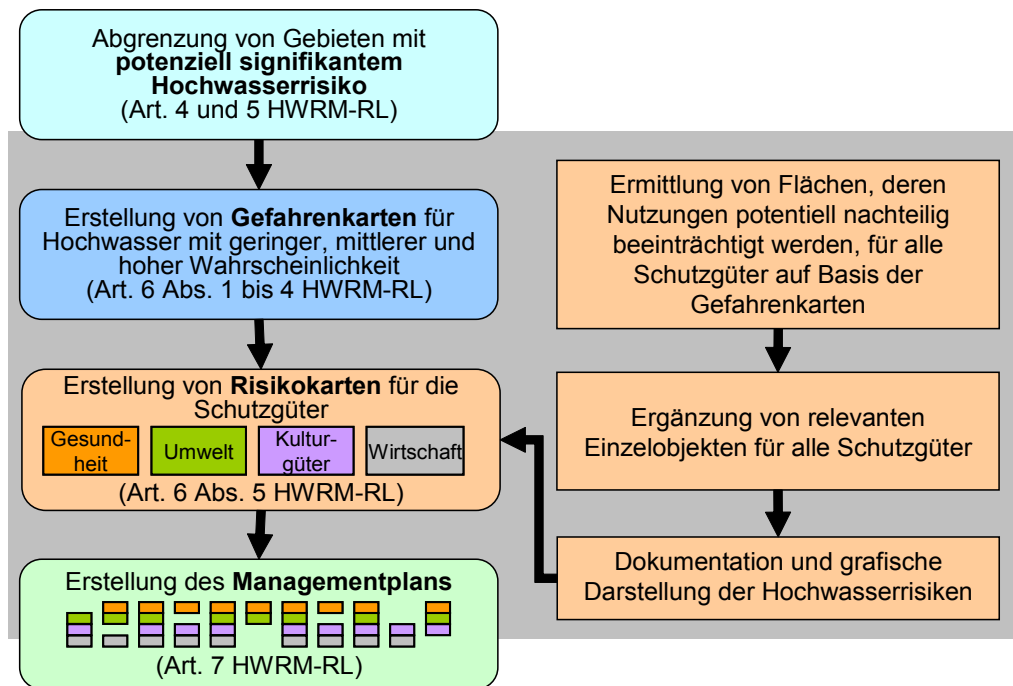 Abgrenzung von Gebieten mit
potenziell signifikantem
Hochwasserrisiko
(Art. 4 und 5 HWRM-RL)
Erstellung von Gefahrenkarten für
Hochwasser mit geringer, mittlerer und
hoher Wahrscheinlichkeit
(Art. 6 Abs. 1 bis 4 HWRM-RL)
Erstellung von Risikokarten für die
Schutzgüter
Gesund-
heit
Umwelt
Kultur-
güter
Wirtschaft
(Art. 6 Abs. 5 HWRM-RL)
Erstellung des Managementplans
(Art. 7 HWRM-RL)
Ermittlung von Flächen, deren
Nutzungen potentiell nachteilig
beeinträchtigt werden, für alle
Schutzgüter auf Basis der
Gefahrenkarten
Ergänzung von relevanten
Einzelobjekten für alle Schutzgüter
Dokumentation und grafische
Darstellung der Hochwasserrisiken